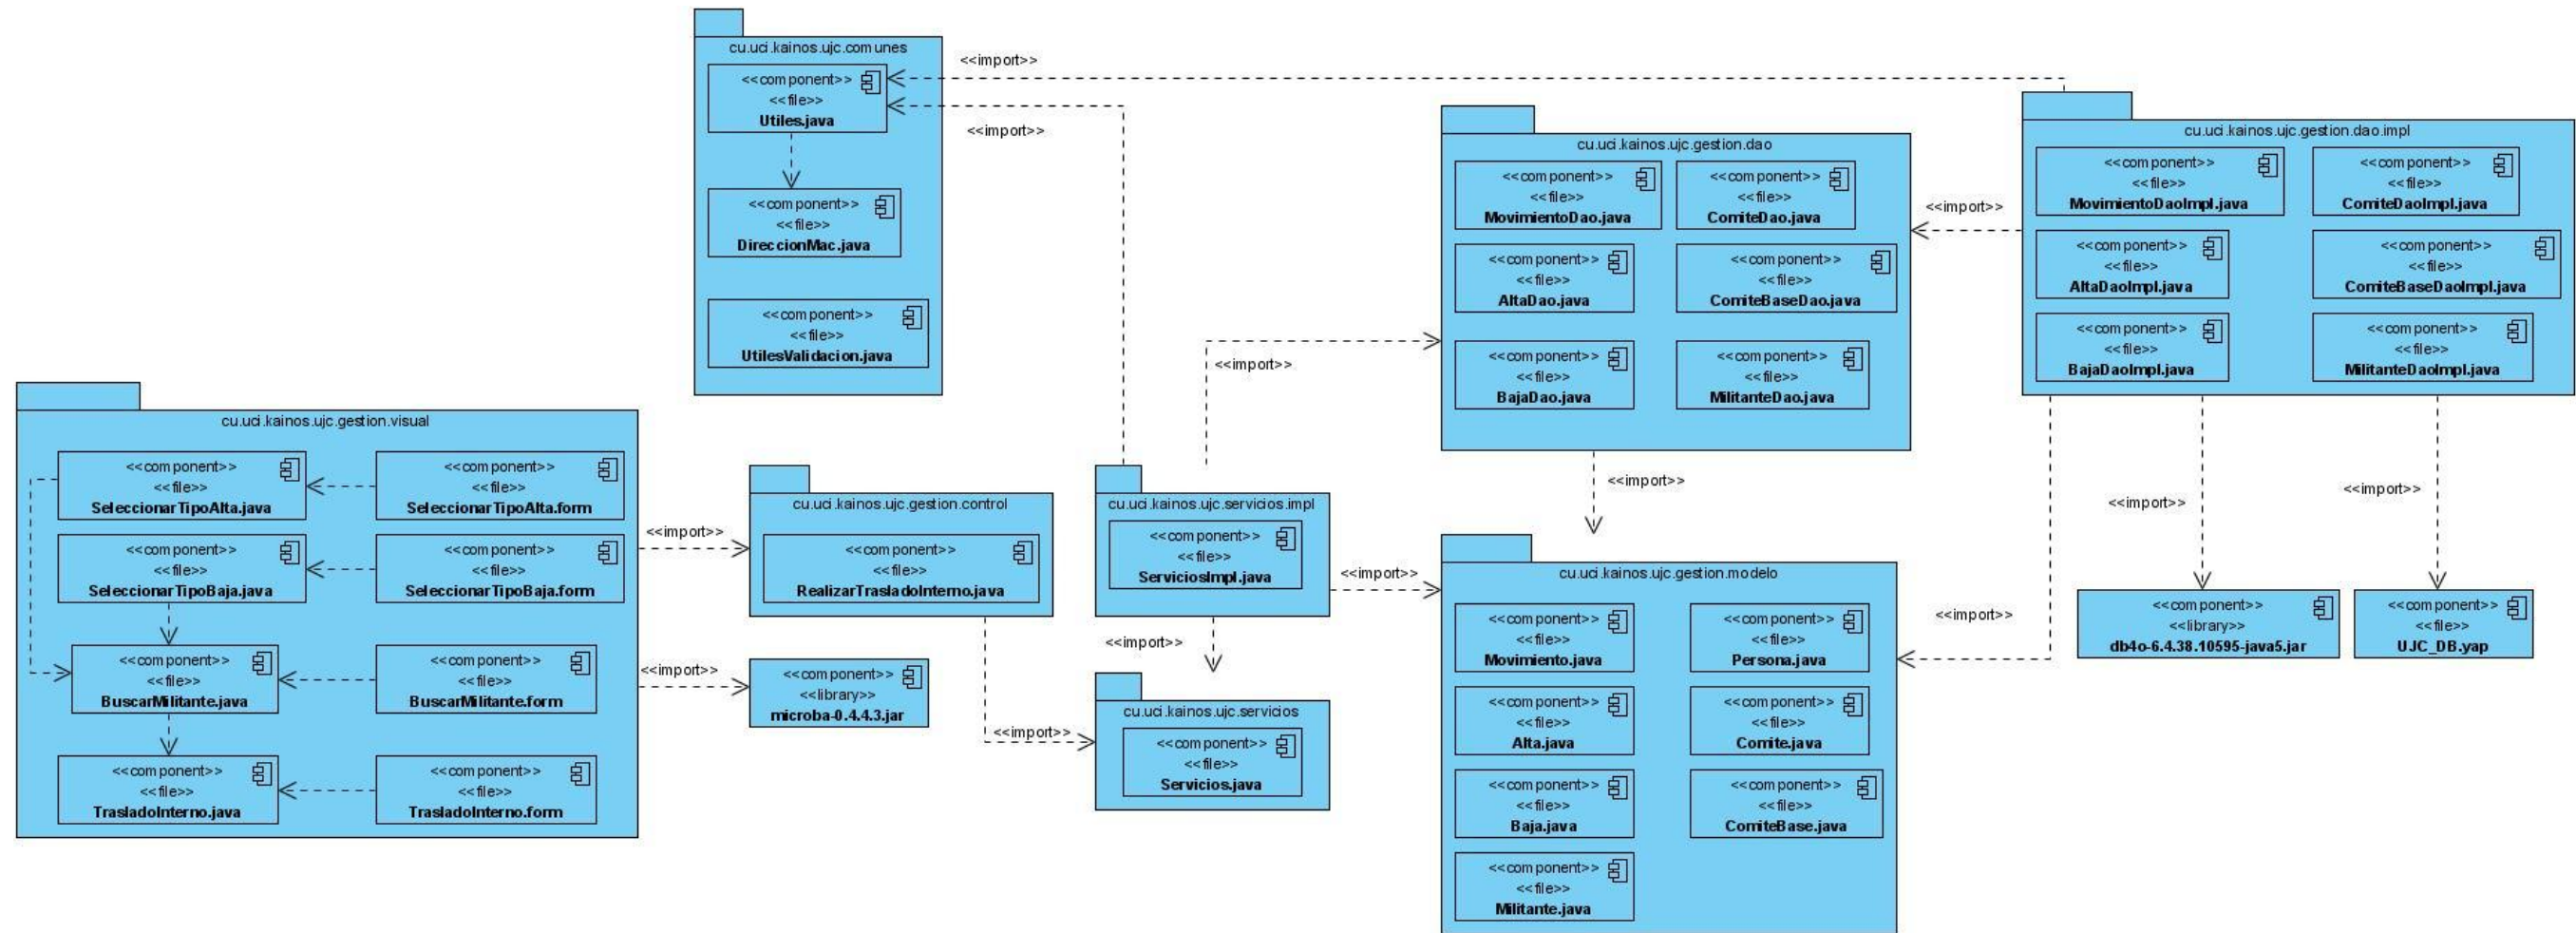 cu.uci.kainos.ujc.comunes
<<component>>
<<file>>
Utiles.java
<<component>>
<<file>>
DireccionMac.java
<<component>>
<<file>>
UtilesValidacion.java
<<import>>
<<import>>
cu.uci.kainos.ujc.gestion.dao
<<component>>
<<file>>
MovimientoDao.java
<<component>>
<<file>>
ComiteDao.java
<<component>>
<<file>>
AltaDao.java
<<component>>
<<file>>
ComiteBaseDao.java
<<component>>
<<file>>
BajaDao.java
<<component>>
<<file>>
MilitanteDao.java
<<import>>
cu.uci.kainos.ujc.gestion.dao.impl
<<component>>
<<file>>
MovimientoDaoImpl.java
<<component>>
<<file>>
ComiteDaoImpl.java
<<component>>
<<file>>
AltaDaoImpl.java
<<component>>
<<file>>
ComiteBaseDaoImpl.java
<<component>>
<<file>>
BajaDaoImpl.java
<<component>>
<<file>>
MilitanteDaoImpl.java
<<import>>
cu.uci.kainos.ujc.gestion.visual
<<component>>
<<file>>
SeleccionarTipoAlta.java
<<component>>
<<file>>
SeleccionarTipoAlta.form
<<component>>
<<file>>
SeleccionarTipoBaja.java
<<component>>
<<file>>
SeleccionarTipoBaja.form
<<component>>
<<file>>
BuscarMilitante.java
<<component>>
<<file>>
BuscarMilitante.form
<<component>>
<<file>>
TrasladoInterno.java
<<component>>
<<file>>
TrasladoInterno.form
<<import>>
<<import>>
cu.uci.kainos.ujc.gestion.control
<<component>>
<<file>>
RealizarTrasladoInterno.java
<<component>>
<<library>>
microba-0.4.4.3.jar
<<import>>
cu.uci.kainos.ujc.servicios.impl
<<component>>
<<file>>
ServiciosImpl.java
<<import>>
<<import>>
cu.uci.kainos.ujc.servicios
<<component>>
<<file>>
Servicios.java
<<import>>
cu.uci.kainos.ujc.gestion.modelo
<<component>>
<<file>>
Movimiento.java
<<component>>
<<file>>
Persona.java
<<component>>
<<file>>
Alta.java
<<component>>
<<file>>
Comite.java
<<component>>
<<file>>
Baja.java
<<component>>
<<file>>
ComiteBase.java
<<component>>
<<file>>
Militante.java
<<import>>
<<import>>
<<import>>
<<component>>
<<library>>
db4o-6.4.38.10595-java5.jar
<<component>>
<<file>>
UJC_DB.yap